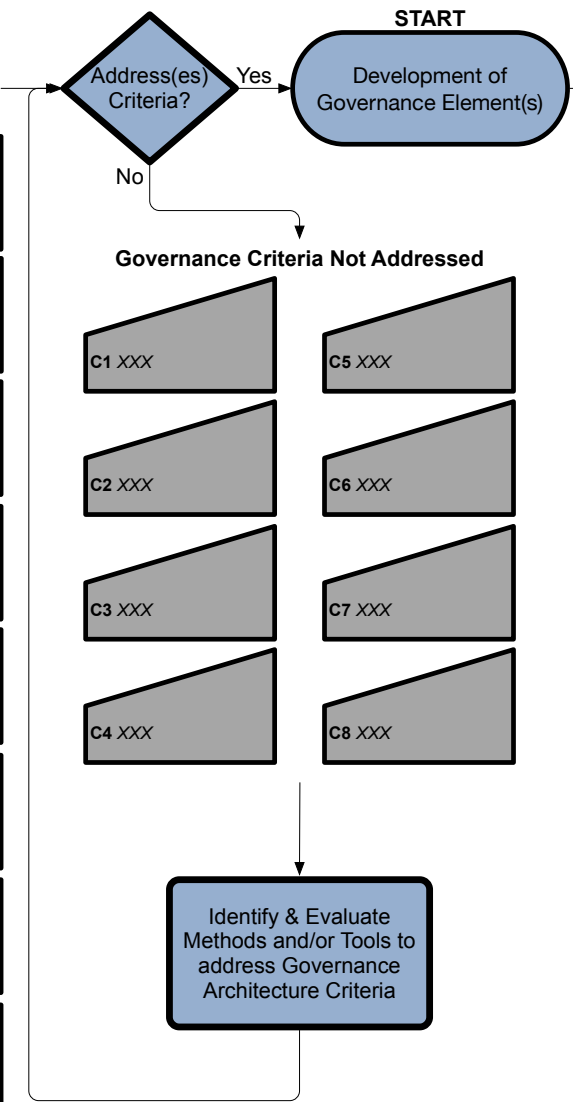 START
Address(es)
Criteria?
Yes
Development of
Governance Element(s)
No
Governance Criteria Not Addressed
C1 XXX
C5 XXX
C2 XXX
C6 XXX
C3 XXX
C7 XXX
C4 XXX
C8 XXX
Identify & Evaluate
Methods and/or Tools to
address Governance
Architecture Criteria